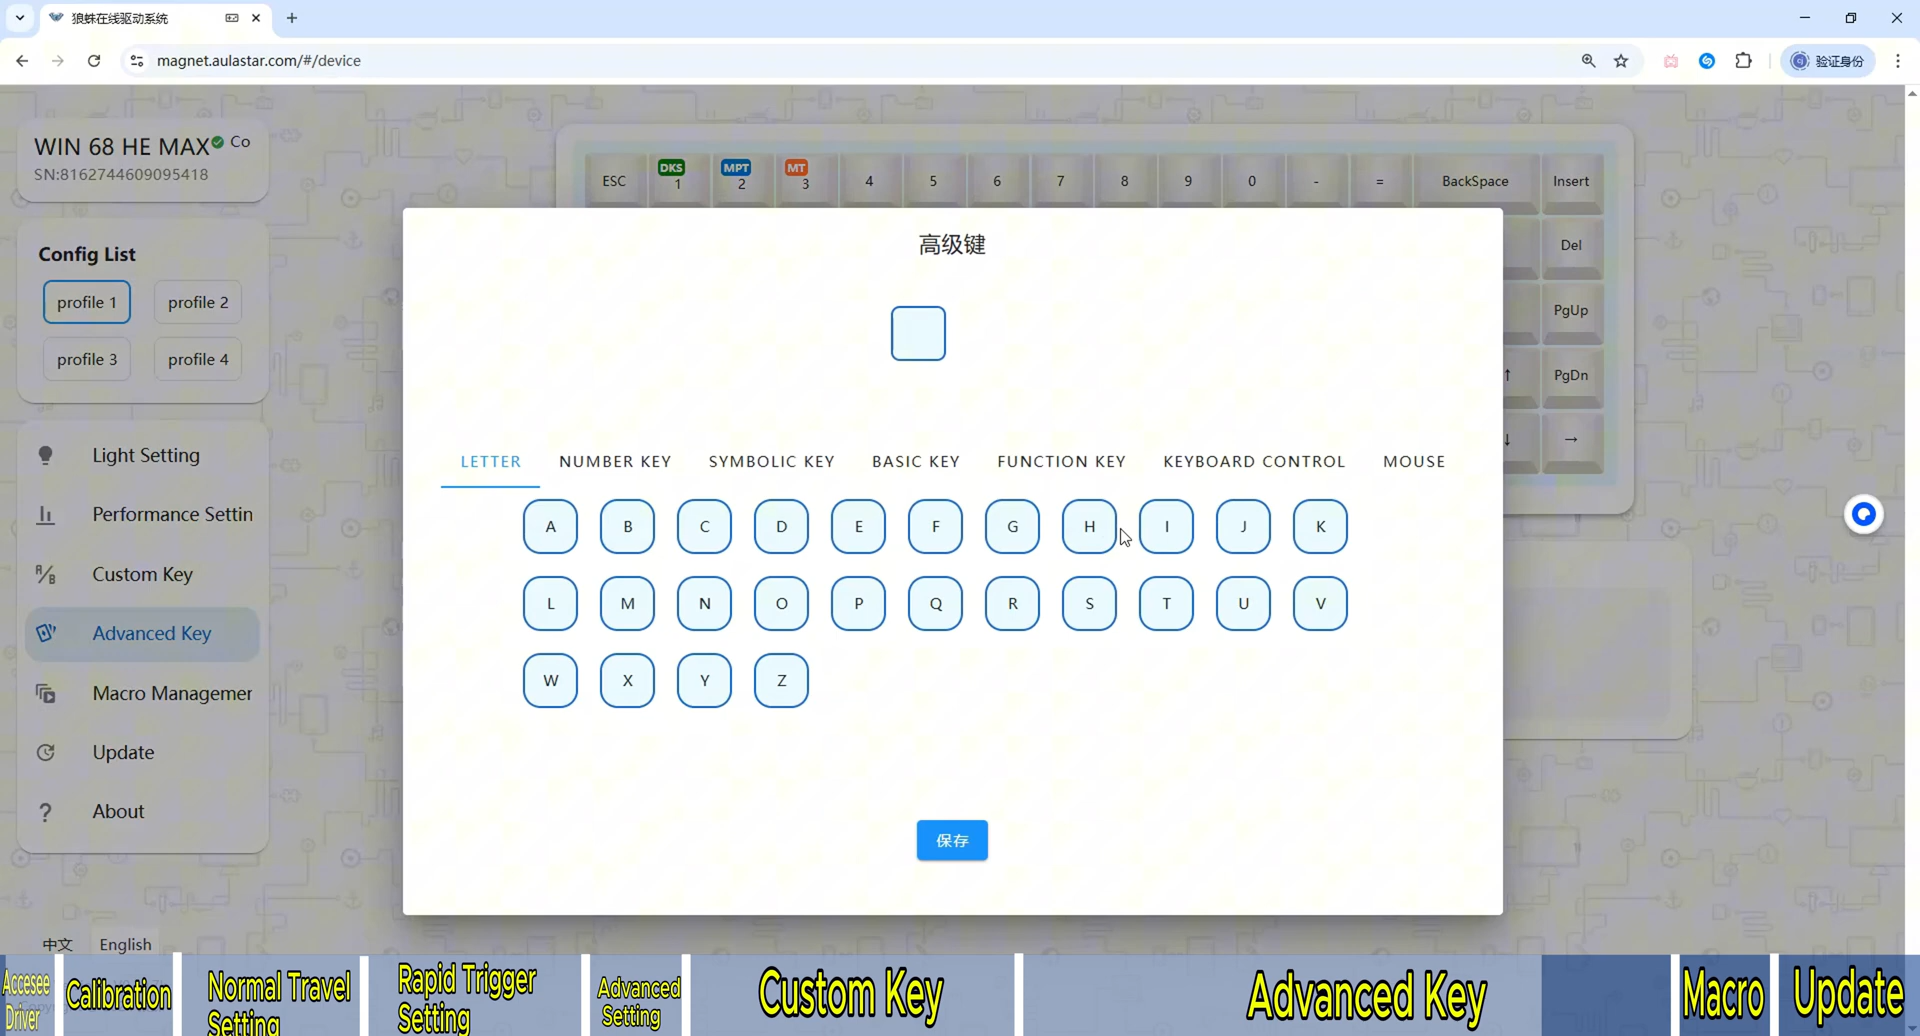 狼蛛在线驱动系统
magnet.aulastar.com/#/device
验证身份
WIN 68 HE MAX Co
SN:8162744609095418
Config List
profile 1 profile 2
profile 3 profile 4
Light Setting
Performance Settin
Custom Key
Advanced Key
Macro Managemer
Update
About
中文 English
ESC DKS 1 MPT 2 MT 3 4 5 6 7 8 9 0 - = BackSpace Insert
Del
PgUp
↑ PgDn
↓ →
高级键
LETTER NUMBER KEY SYMBOLIC KEY BASIC KEY FUNCTION KEY KEYBOARD CONTROL MOUSE
A B C D E F G H I J K
L M N O P Q R S T U V
W X Y Z
保存
Accesee
Driver
Calibration
Normal Travel
Setting
Rapid Trigger
Setting
Advanced
Setting
Custom Key
Advanced Key
Macro
Update